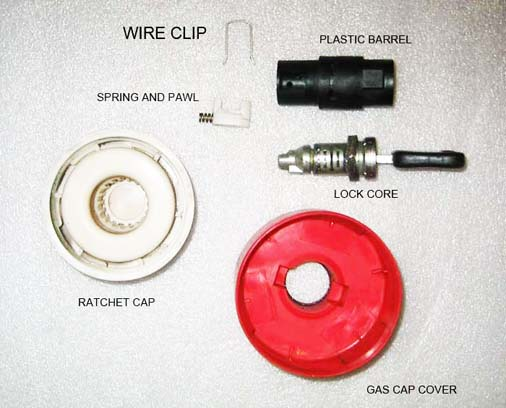 WIRE CLIP
PLASTIC BARREL
SPRING AND PAWL
LOCK CORE
RATCHET CAP
GAS CAP COVER